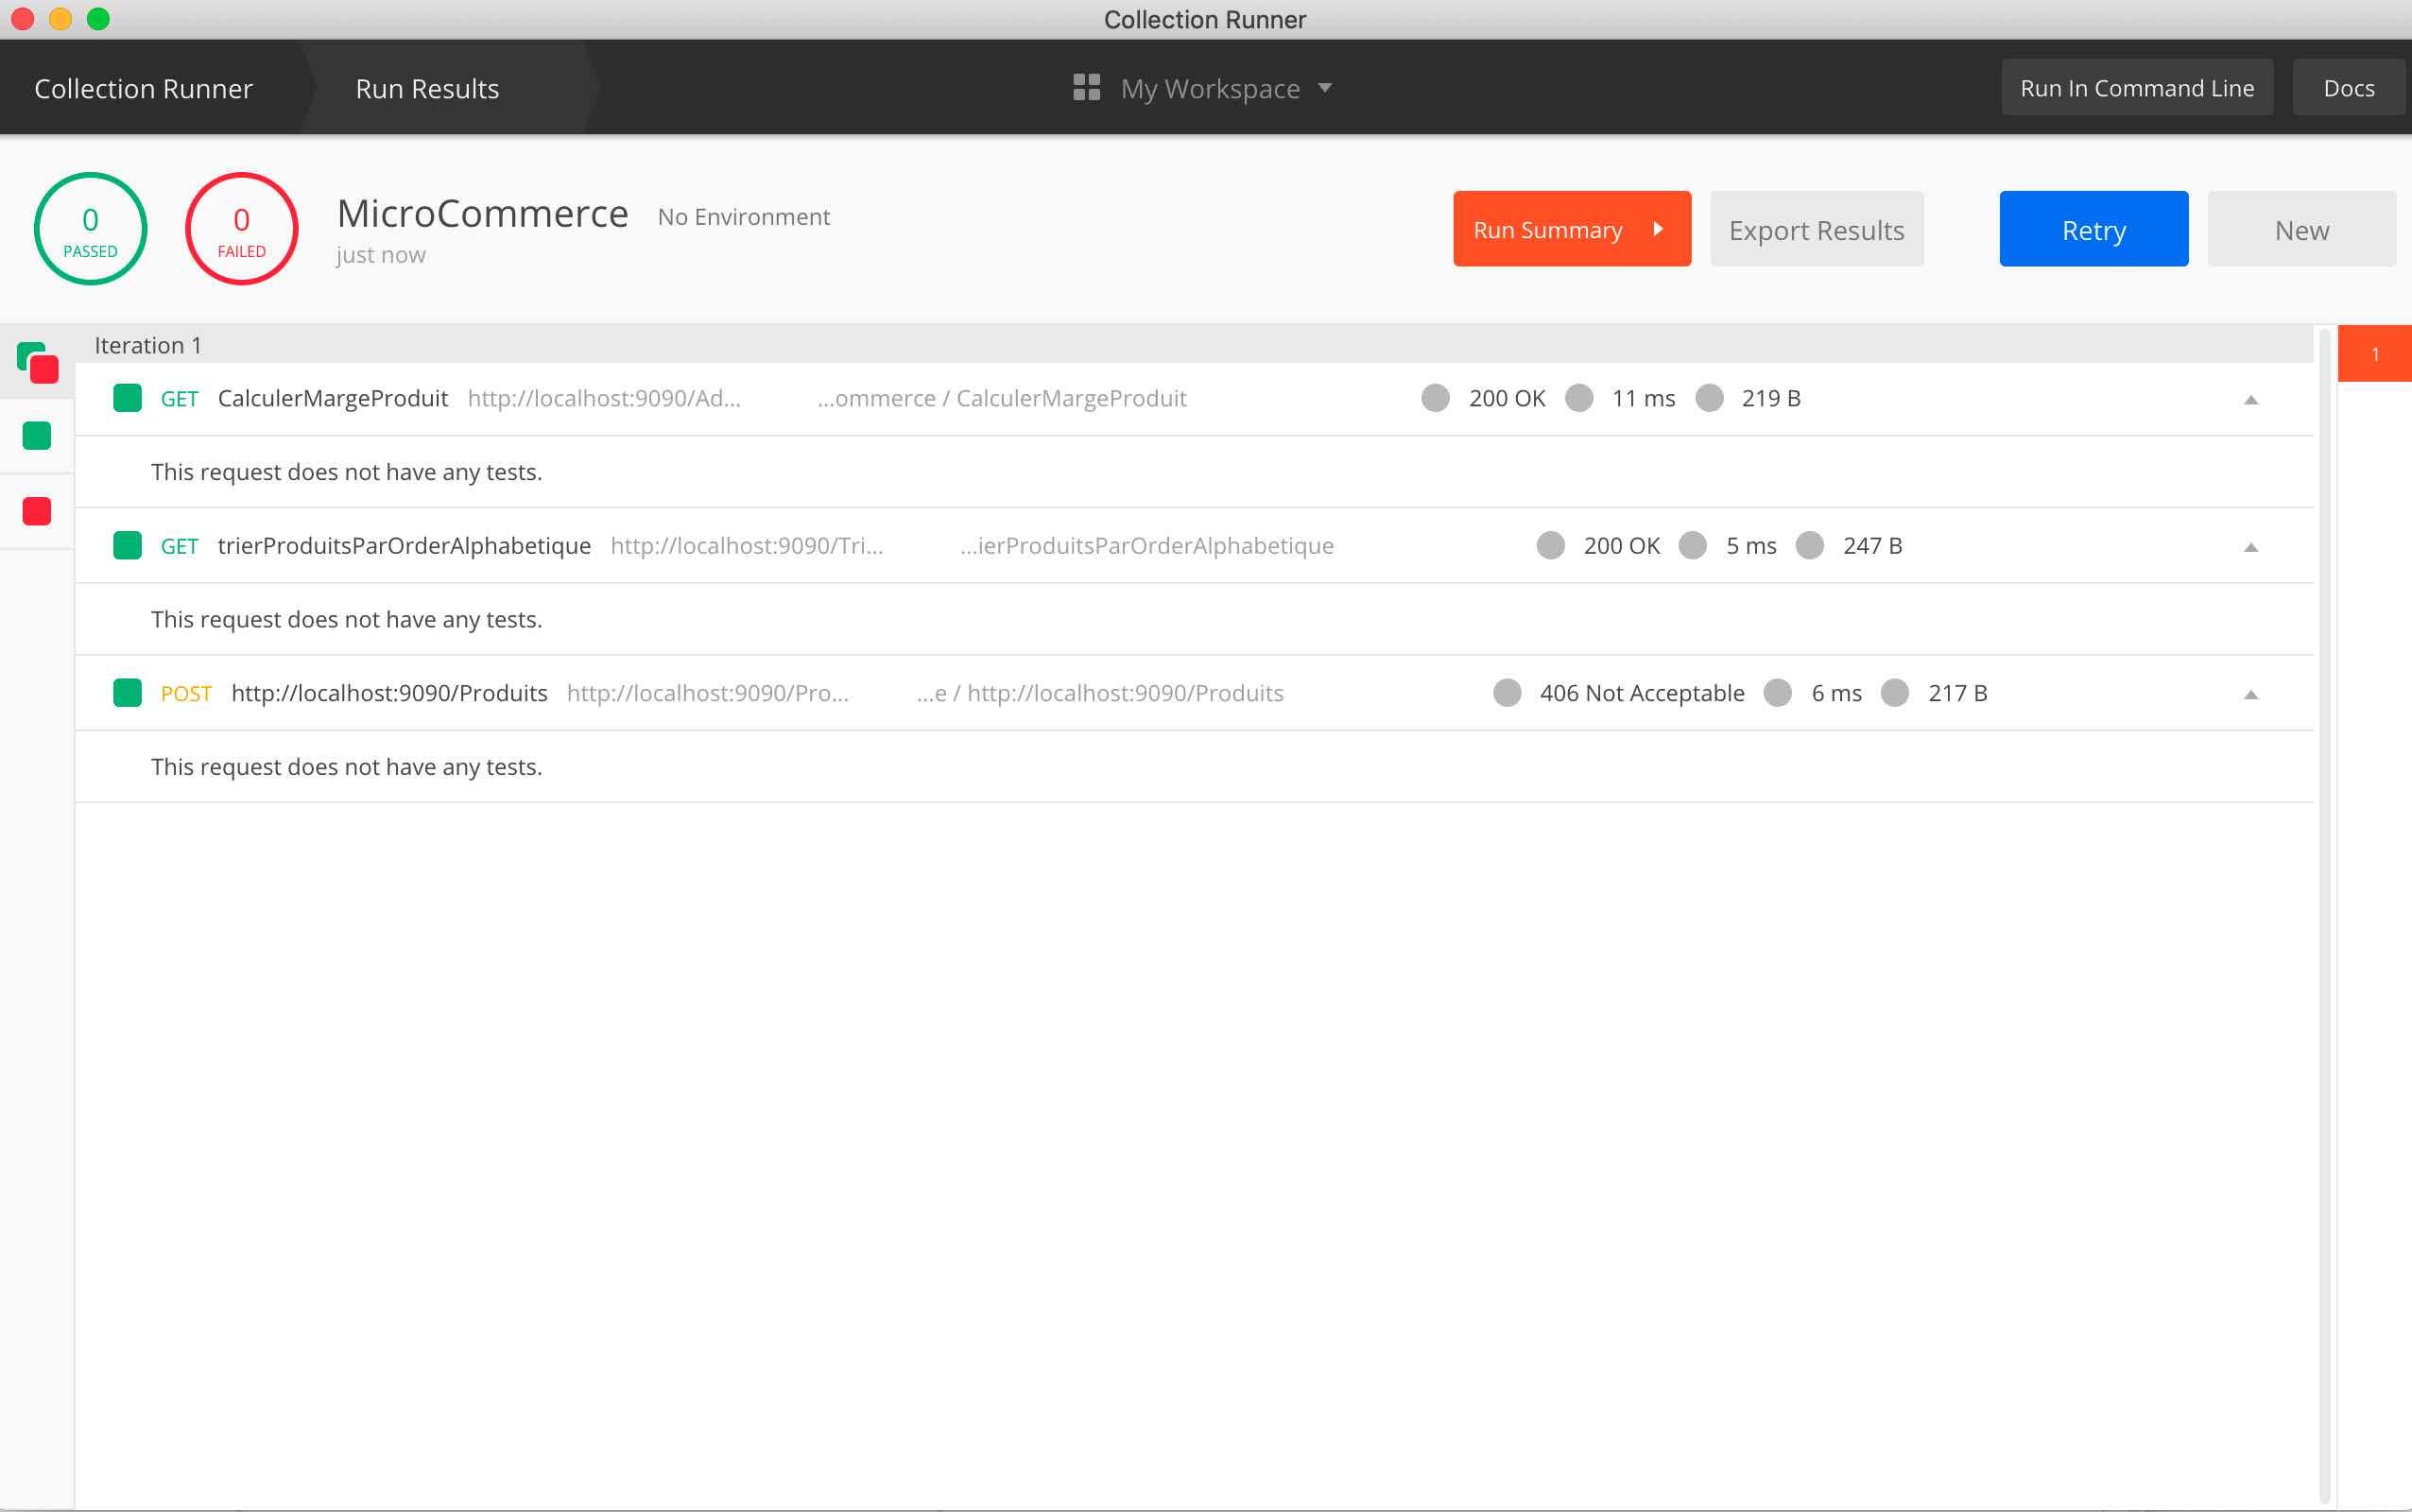 Collection Runner
Collection Runner Run Results My Workspace Run In Command Line Docs
0 PASSED
0 FAILED
MicroCommerce No Environment
just now
Run Summary Export Results Retry New
Iteration 1
1
GET CalculerMargeProduit http://localhost:9090/Ad... ...ommerce / CalculerMargeProduit 200 OK 11 ms 219 B
This request does not have any tests.
GET trierProduitsParOrderAlphabetique http://localhost:9090/Tri... ...ierProduitsParOrderAlphabetique 200 OK 5 ms 247 B
This request does not have any tests.
POST http://localhost:9090/Produits http://localhost:9090/Pro... ...e / http://localhost:9090/Produits 406 Not Acceptable 6 ms 217 B
This request does not have any tests.